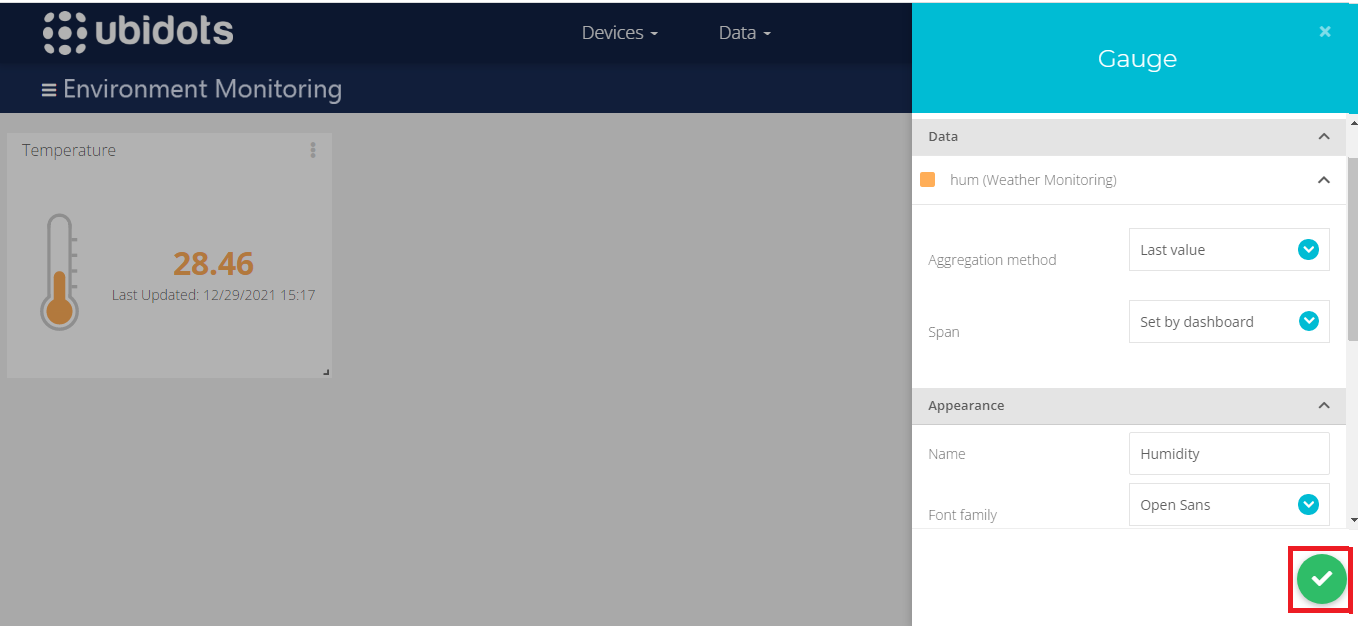 ubidots
Devices
Data
Environment Monitoring
Temperature
28.46
Last Updated: 12/29/2021 15:17
Gauge
Data
hum (Weather Monitoring)
Aggregation method
Last value
Span
Set by dashboard
Appearance
Name
Humidity
Font family
Open Sans